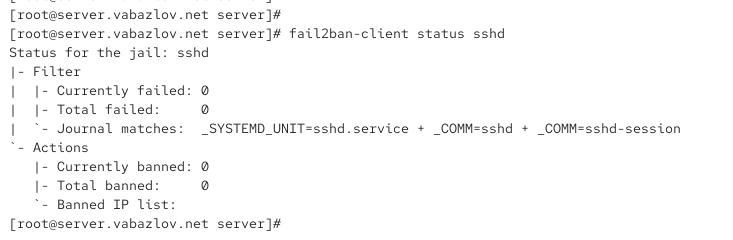 [root@server.vabazlov.net server]#
[root@server.vabazlov.net server]# fail2ban-client status sshd
Status for the jail: sshd
|- Filter
|  |- Currently failed: 0
|  |- Total failed:     0
|  `- Journal matches:  _SYSTEMD_UNIT=sshd.service + _COMM=sshd + _COMM=sshd-session
`- Actions
   |- Currently banned: 0
   |- Total banned:     0
   `- Banned IP list:
[root@server.vabazlov.net server]#